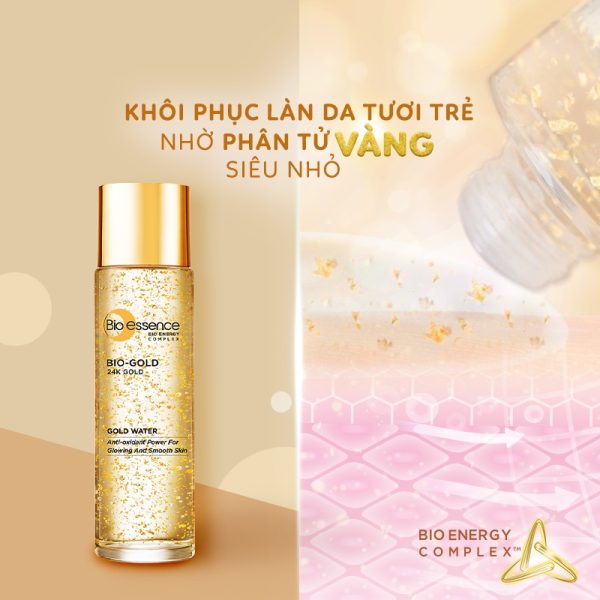 KHÔI PHỤC LÀN DA TƯƠI TRẺ
NHỜ PHÂN TỬ VÀNG
SIÊU NHỎ
Bio essence
BIO ENERGY
COMPLEX
BIO-GOLD
24K GOLD
GOLD WATER
Anti-oxidant Power For
Glowing And Smooth Skin
BIO ENERGY
COMPLEX™